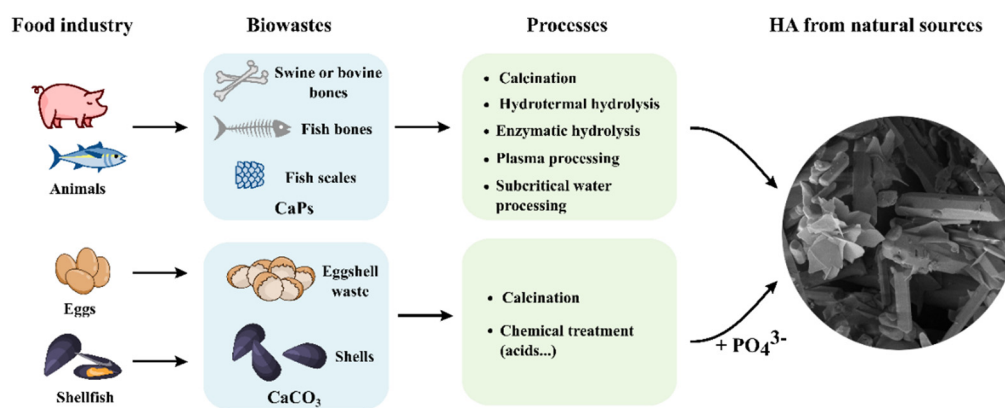 Food industry
Biowastes
Processes
HA from natural sources
Animals
Swine or bovine
bones
Fish bones
Fish scales
CaPs
• Calcination
• Hydrotermal hydrolysis
• Enzymatic hydrolysis
• Plasma processing
• Subcritical water
processing
Eggs
Shellfish
Eggshell
waste
Shells
CaCO₃
• Calcination
• Chemical treatment
(acids...)
+ PO₄³⁻